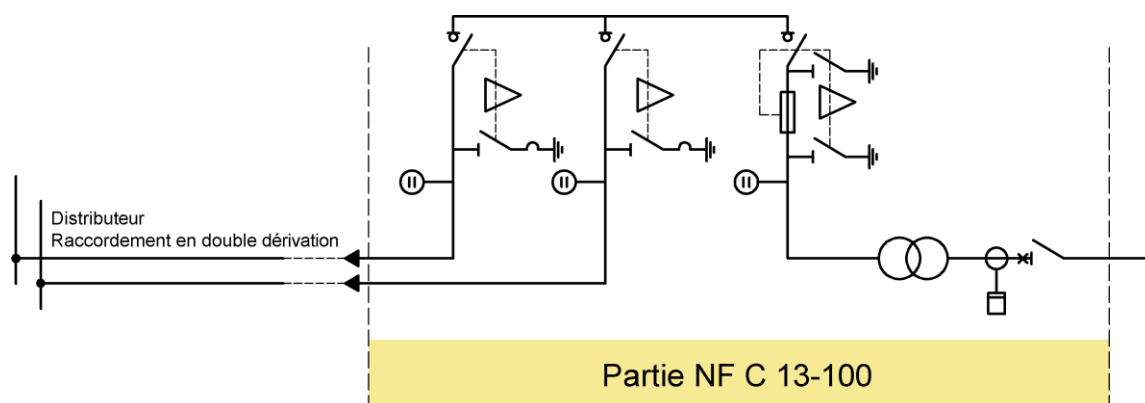 Distributeur
Raccordement en double dérivation
Partie NF C 13-100